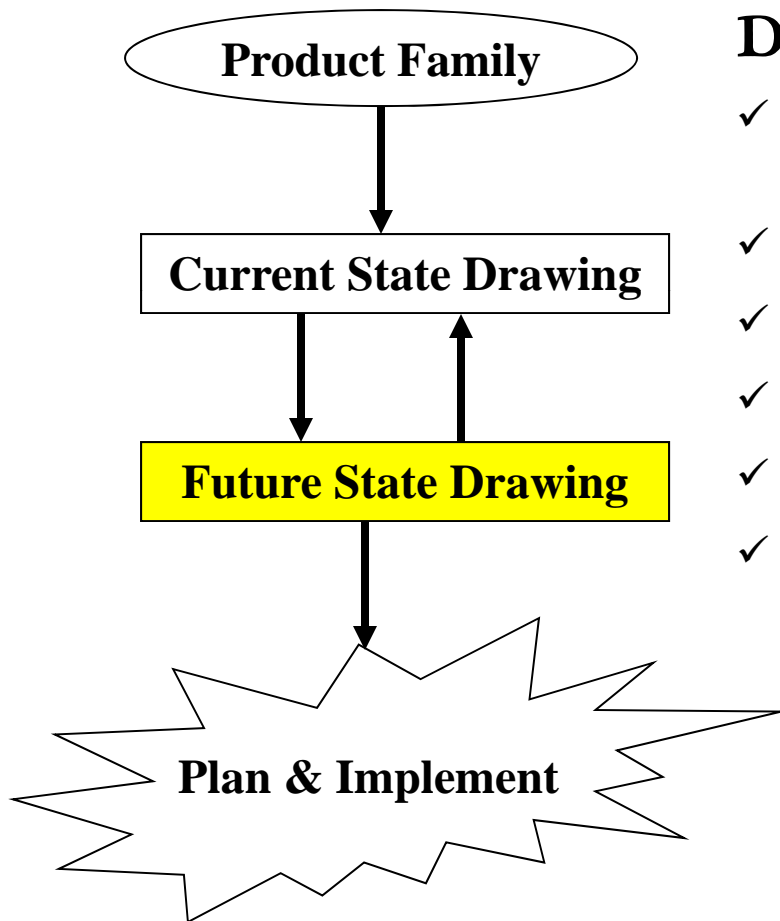 Product Family
D
✓
✓
Current State Drawing
✓
✓
✓
Future State Drawing
✓
Plan & Implement